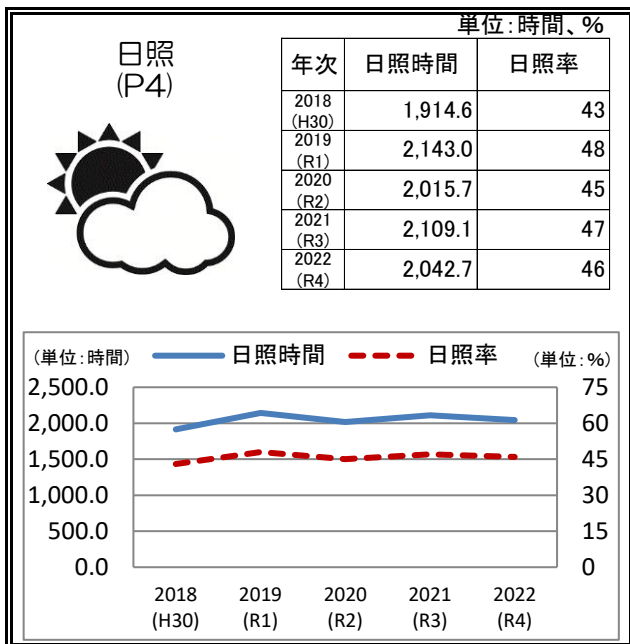 単位:時間、%
日照
(P4)
年次 日照時間 日照率
2018
(H30) 1,914.6 43
2019
(R1) 2,143.0 48
2020
(R2) 2,015.7 45
2021
(R3) 2,109.1 47
2022
(R4) 2,042.7 46
(単位:時間) 日照時間 日照率 (単位:%)
2,500.0 75
2,000.0 60
1,500.0 45
1,000.0 30
500.0 15
0.0 0
2018 2019 2020 2021 2022
(H30) (R1) (R2) (R3) (R4)